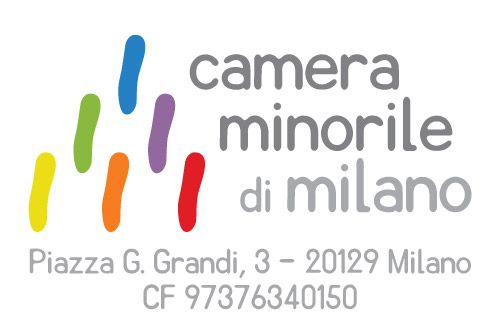 camera
minorile
di milano
Piazza G. Grandi, 3 – 20129 Milano
CF 97376340150